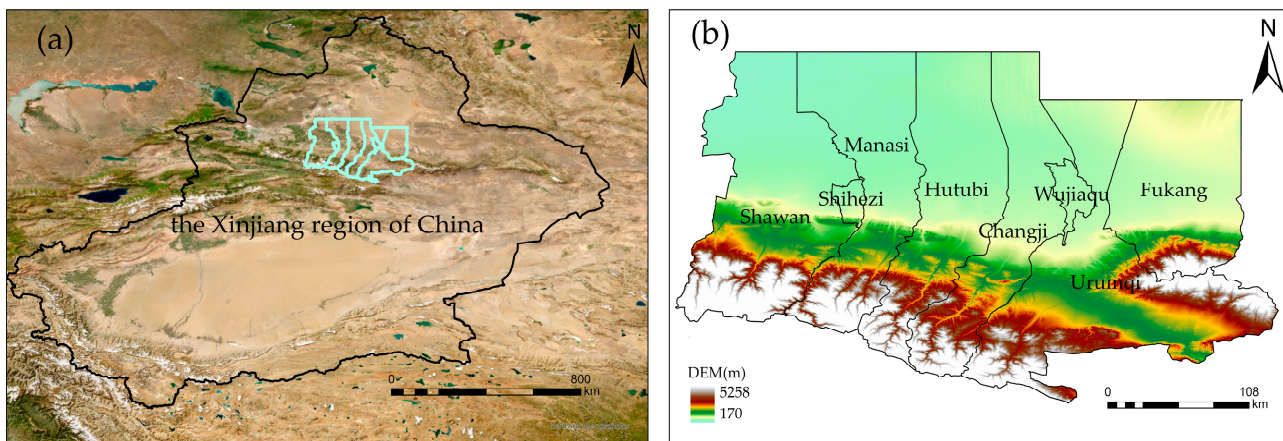 (a)
N
the Xinjiang region of China
0
800
km
(b)
N
Manasi
Shihezi
Hutubi
Wujiaqu
Fukang
Shawan
Changji
Urumqi
DEM(m)
5258
170
0
108
km